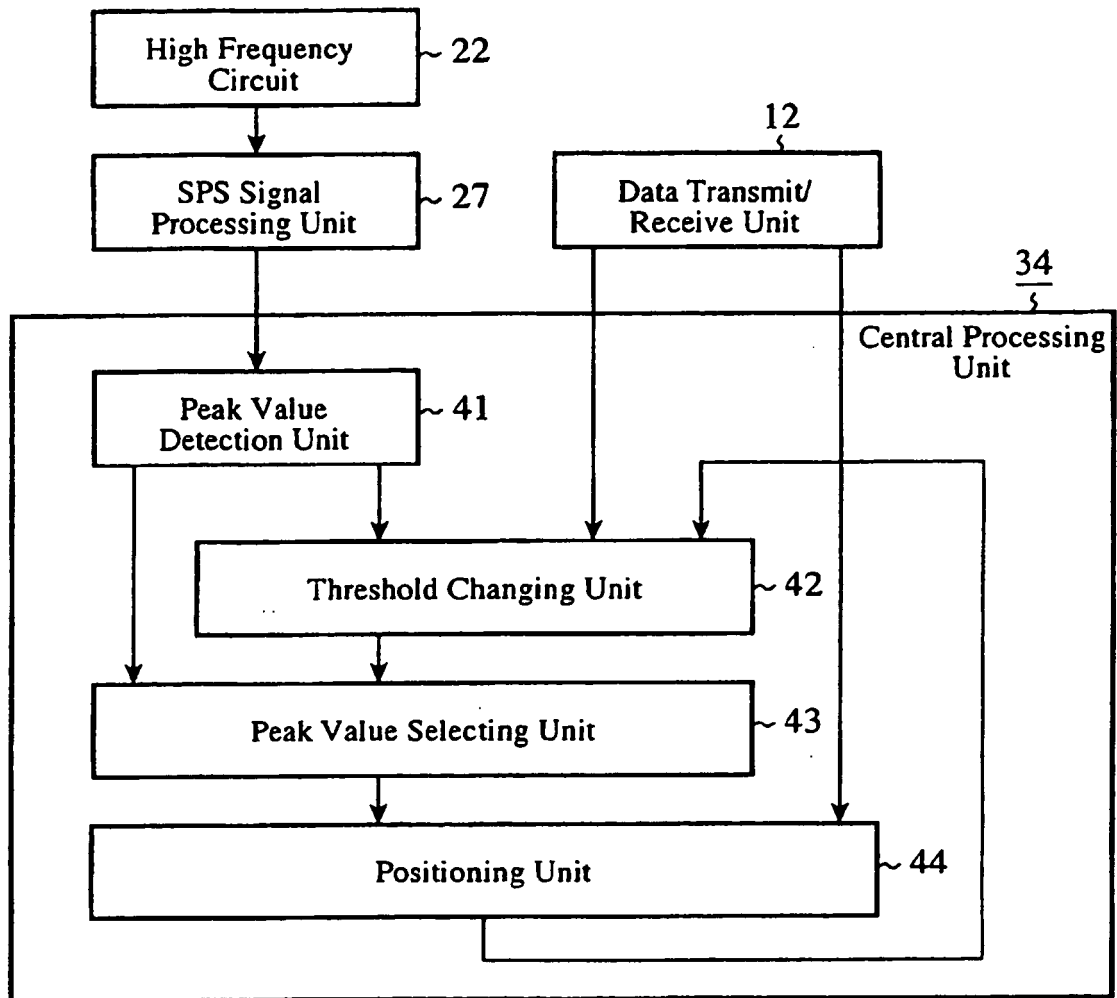 High Frequency
Circuit
22
SPS Signal
Processing Unit
27
12
Data Transmit/
Receive Unit
34
Central Processing
Unit
Peak Value
Detection Unit
41
Threshold Changing Unit
42
Peak Value Selecting Unit
43
Positioning Unit
44